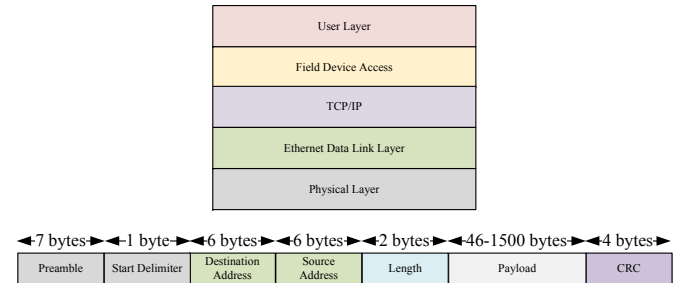 User Layer
Field Device Access
TCP/IP
Ethernet Data Link Layer
Physical Layer
7 bytes 1 byte 6 bytes 6 bytes 2 bytes 46-1500 bytes 4 bytes
Preamble Start Delimiter Destination Address Source Address Length Payload CRC